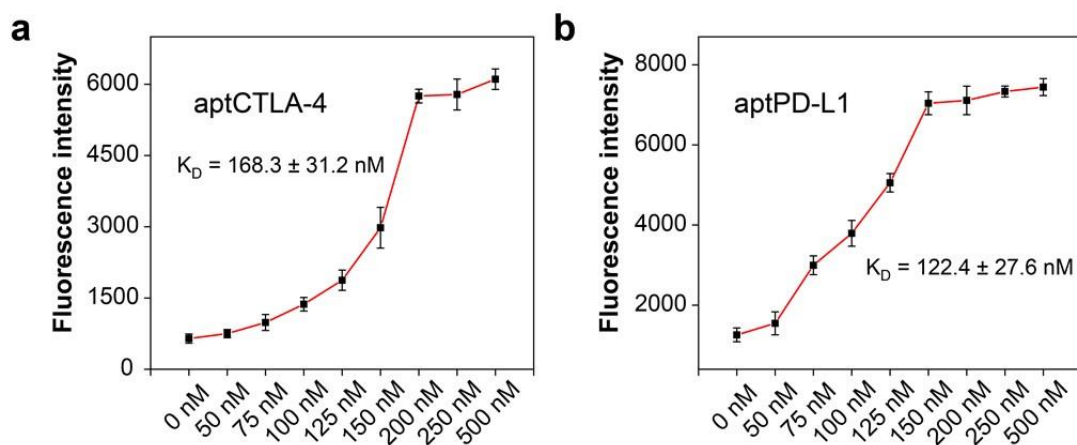 a
Fluorescence intensity
6000
4500
3000
1500
0
aptCTLA-4
K_D = 168.3 ± 31.2 nM
0 nM
50 nM
75 nM
100 nM
125 nM
150 nM
200 nM
250 nM
500 nM
b
Fluorescence intensity
8000
6000
4000
2000
aptPD-L1
K_D = 122.4 ± 27.6 nM
0 nM
50 nM
75 nM
100 nM
125 nM
150 nM
200 nM
250 nM
500 nM